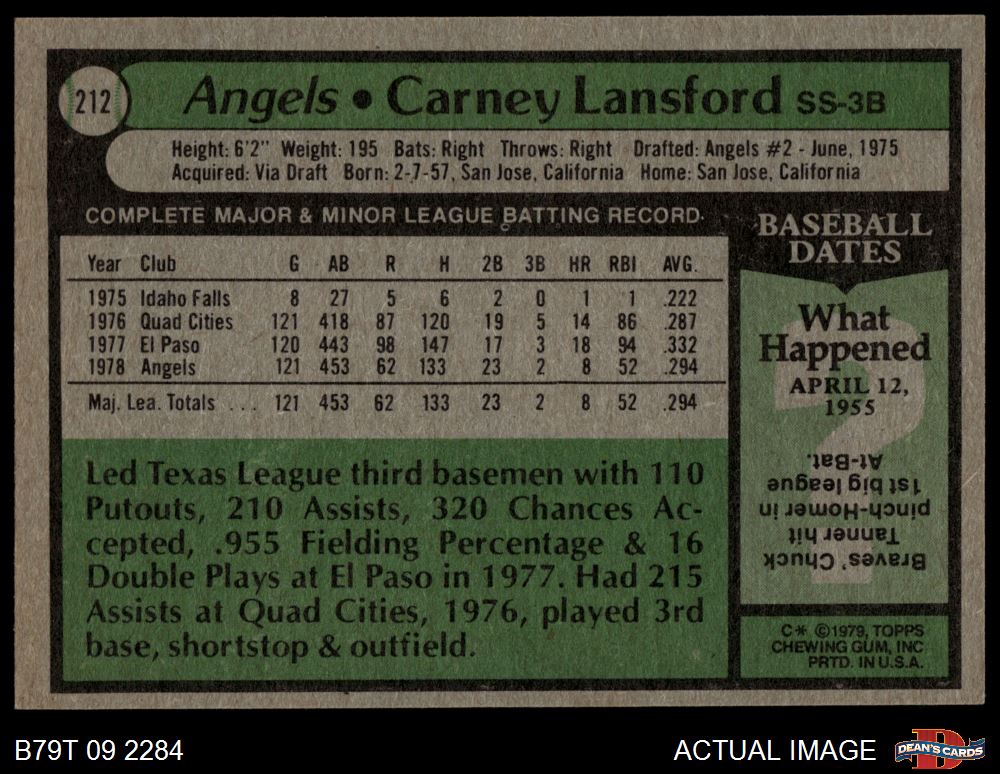 212
Angels • Carney Lansford SS-3B
Height: 6'2" Weight: 195 Bats: Right Throws: Right Drafted: Angels #2 - June, 1975
Acquired: Via Draft Born: 2-7-57, San Jose, California Home: San Jose, California
COMPLETE MAJOR & MINOR LEAGUE BATTING RECORD.
Year Club G AB R H 2B 3B HR RBI AVG.
1975 Idaho Falls 8 27 5 6 2 0 1 1 .222
1976 Quad Cities 121 418 87 120 19 5 14 86 .287
1977 El Paso 120 443 98 147 17 3 18 94 .332
1978 Angels 121 453 62 133 23 2 8 52 .294
Maj. Lea. Totals ... 121 453 62 133 23 2 8 52 .294
Led Texas League third basemen with 110
Putouts, 210 Assists, 320 Chances Ac-
cepted, .955 Fielding Percentage & 16
Double Plays at El Paso in 1977. Had 215
Assists at Quad Cities, 1976, played 3rd
base, shortstop & outfield.
BASEBALL
DATES
What
Happened
APRIL 12,
1955
Braves' Chuck
Tanner hit
pinch-Homer in
1st big league
At-Bat.
C* ©1979, TOPPS
CHEWING GUM, INC
PRTD. IN U.S.A.
B79T 09 2284
ACTUAL IMAGE
DEAN'S CARDS